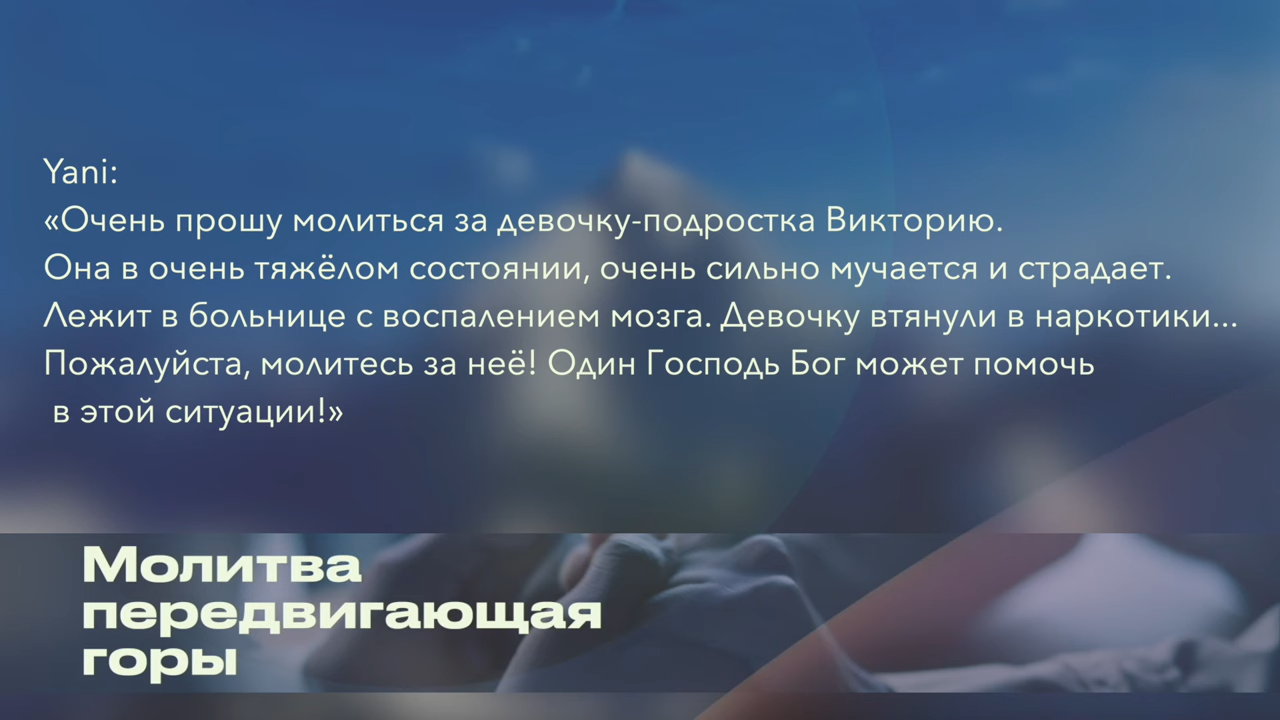 Yani:
«Очень прошу молиться за девочку-подростка Викторию.
Она в очень тяжёлом состоянии, очень сильно мучается и страдает.
Лежит в больнице с воспалением мозга. Девочку втянули в наркотики...
Пожалуйста, молитесь за неё! Один Господь Бог может помочь
в этой ситуации!»
Молитва
передвигающая
горы